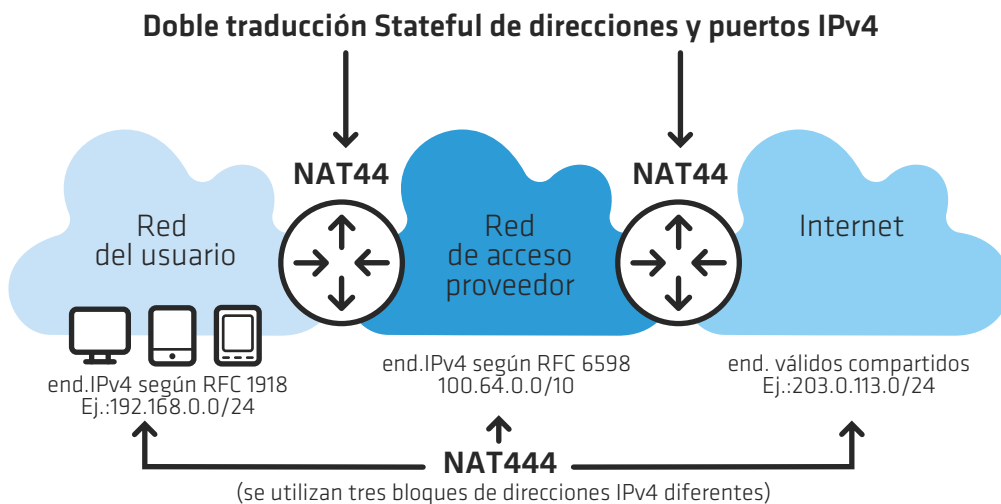 Doble traducción Stateful de direcciones y puertos IPv4
NAT44
NAT44
Red
del usuario
Red
de acceso
proveedor
Internet
end.IPv4 según RFC 1918
Ej.:192.168.0.0/24
end.IPv4 según RFC 6598
100.64.0.0/10
end. válidos compartidos
Ej.:203.0.113.0/24
NAT444
(se utilizan tres bloques de direcciones IPv4 diferentes)